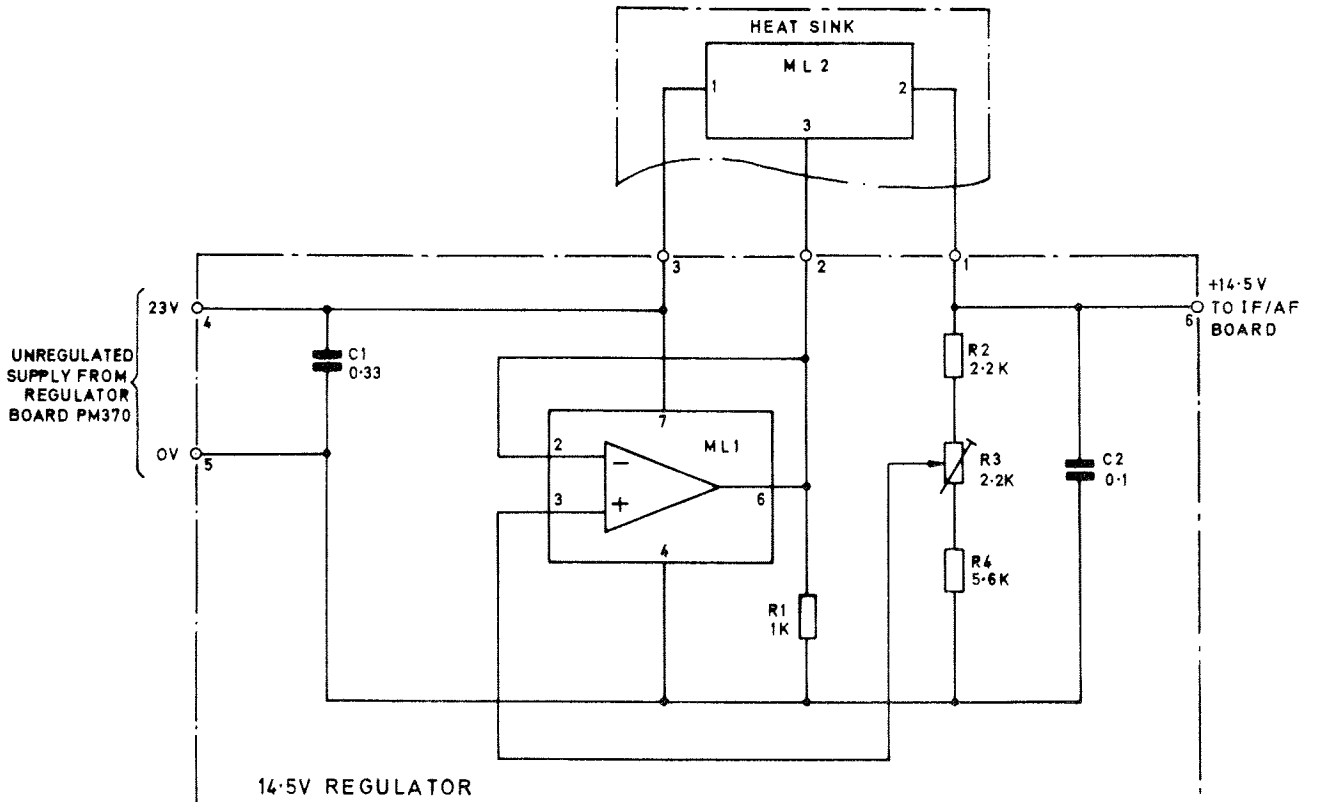 HEAT SINK
ML2
1
2
3
3
2
1
23V
4
C1
0·33
UNREGULATED
SUPPLY FROM
REGULATOR
BOARD PM370
0V
5
+14·5V
TO IF/AF
BOARD
6
R2
2·2K
7
ML1
2
−
3
+
6
4
R3
2·2K
C2
0·1
R4
5·6K
R1
1K
14·5V REGULATOR